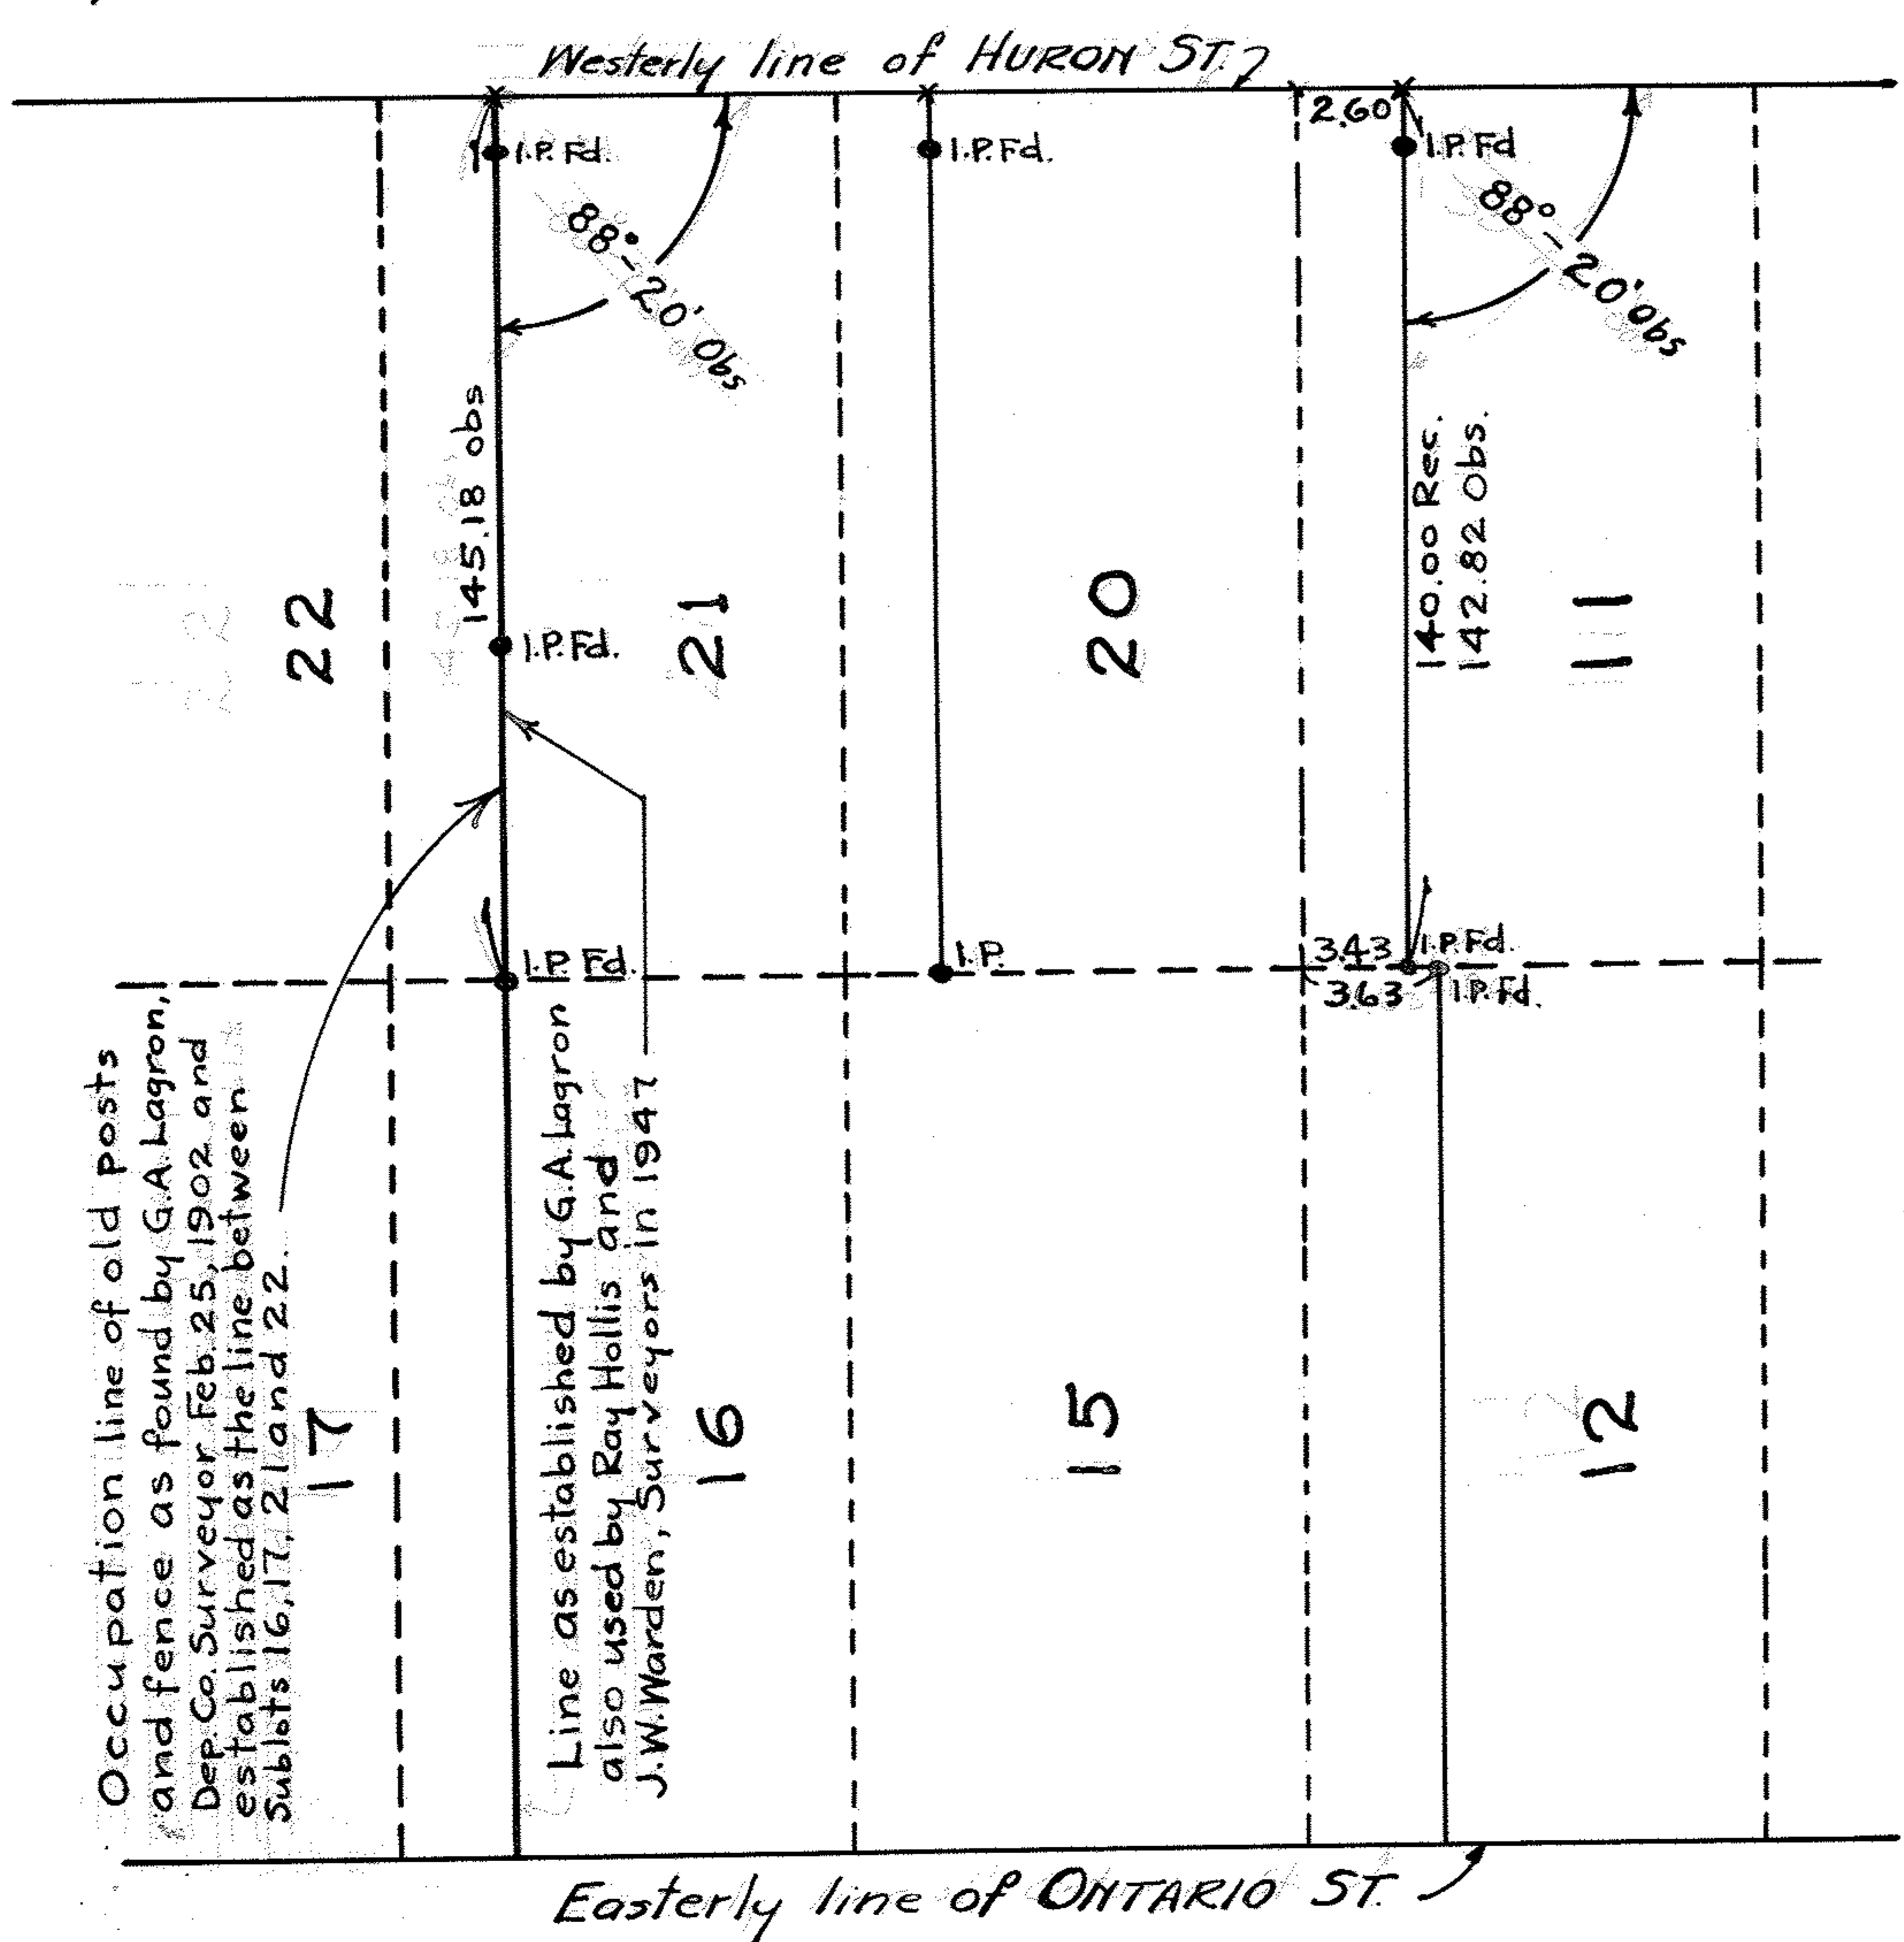 Westerly line of HURON ST.
2.60
I.P. Fd.
I.P. Fd.
I.P. Fd
88°-20' Obs
88°-20' Obs
145.18 obs
140.00 Rec.
142.82 Obs.
22
21
20
11
I.P. Fd.
I.P. Fd.
I.P.
3.43
I.P. Fd.
3.63
I.P. Fd.
Occupation line of old posts
and fence as found by G.A. Lagron,
Dep. Co. Surveyor Feb. 25, 1902 and
established as the line between
Sublots 16, 17, 21 and 22.
Line as established by G.A. Lagron
also used by Ray Hollis and
J.W. Warden, Surveyors in 1947
17
16
15
12
Easterly line of ONTARIO ST.